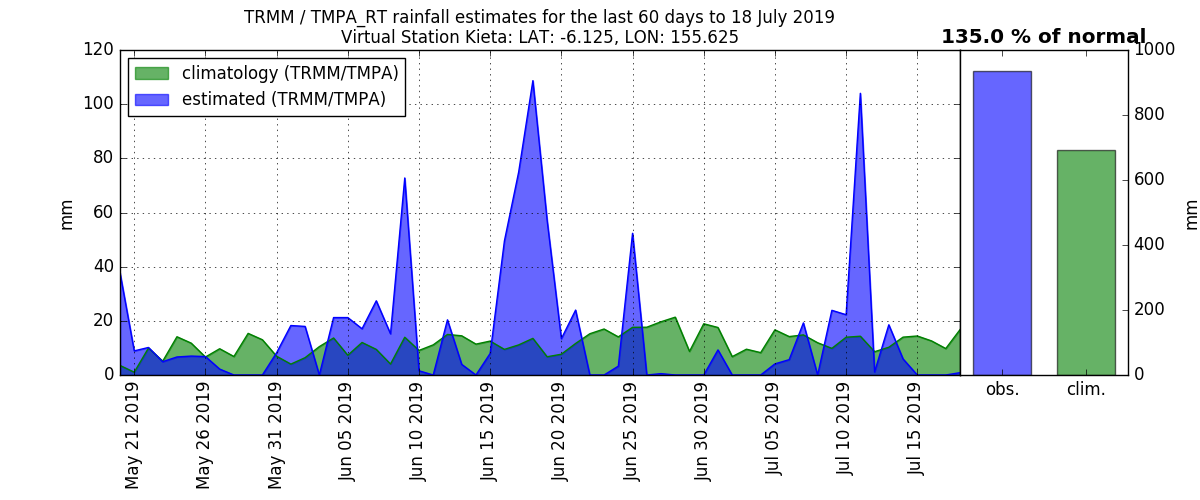 TRMM / TMPA_RT rainfall estimates for the last 60 days to 18 July 2019
Virtual Station Kieta: LAT: -6.125, LON: 155.625
135.0 % of normal
climatology (TRMM/TMPA)
estimated (TRMM/TMPA)
mm
120
100
80
60
40
20
0
May 21 2019
May 26 2019
May 31 2019
Jun 05 2019
Jun 10 2019
Jun 15 2019
Jun 20 2019
Jun 25 2019
Jun 30 2019
Jul 05 2019
Jul 10 2019
Jul 15 2019
obs.
clim.
1000
800
600
400
200
0
mm